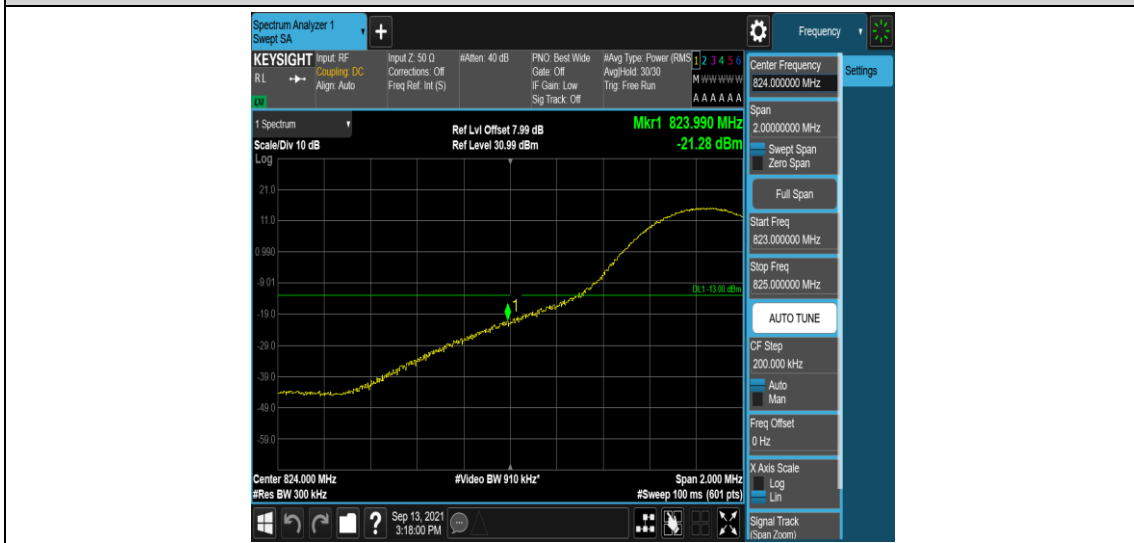 Spectrum Analyzer 1
Swept SA
+
Frequency
KEYSIGHT
RL
LXI
Input: RF
Coupling: DC
Align: Auto
Input Z: 50 Ω
Corrections: Off
Freq Ref: Int (S)
#Atten: 40 dB
PNO: Best Wide
Gate: Off
IF Gain: Low
Sig Track: Off
#Avg Type: Power (RMS
Avg|Hold: 30/30
Trig: Free Run
1 2 3 4 5 6
M W W W W W
A A A A A A
1 Spectrum
Scale/Div 10 dB
Ref Lvl Offset 7.99 dB
Ref Level 30.99 dBm
Mkr1 823.990 MHz
-21.28 dBm
Log
21.0
11.0
0.990
-9.01
-19.0
-29.0
-39.0
-49.0
-59.0
DL1 -13.00 dBm
1
Center 824.000 MHz
#Res BW 300 kHz
#Video BW 910 kHz*
Span 2.000 MHz
#Sweep 100 ms (601 pts)
Center Frequency
824.000000 MHz
Settings
Span
2.00000000 MHz
Swept Span
Zero Span
Full Span
Start Freq
823.000000 MHz
Stop Freq
825.000000 MHz
AUTO TUNE
CF Step
200.000 kHz
Auto
Man
Freq Offset
0 Hz
X Axis Scale
Log
Lin
Signal Track
(Span Zoom)
?
Sep 13, 2021
3:18:00 PM